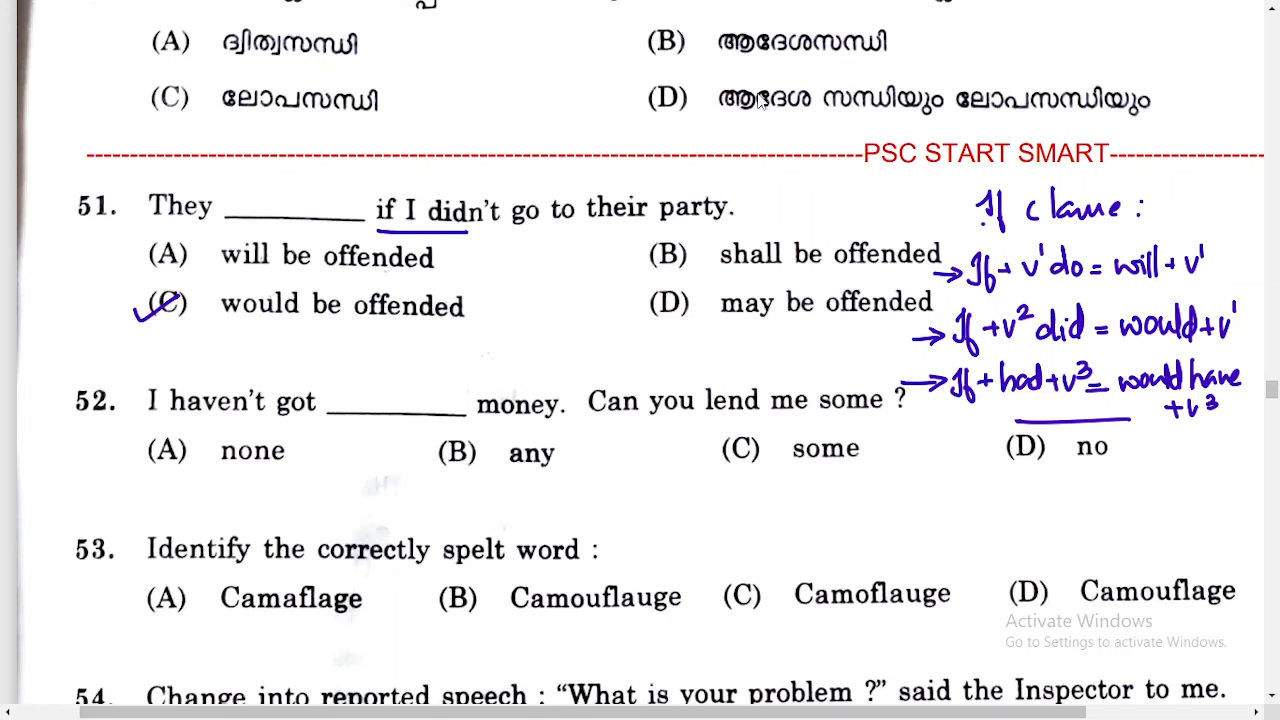 (A) ദ്വിത്വസന്ധി (B) ആദേശസന്ധി
(C) ലോപസന്ധി (D) ആദേശ സന്ധിയും ലോപസന്ധിയും
PSC START SMART
51. They ________ if I didn't go to their party.
(A) will be offended (B) shall be offended
(C) would be offended (D) may be offended
If clause :
→ If + v¹ do = will + v¹
→ If + v² did = would + v¹
→ If + had + v³ = would have
+ v³
52. I haven't got ________ money. Can you lend me some ?
(A) none (B) any (C) some (D) no
53. Identify the correctly spelt word :
(A) Camaflage (B) Camouflauge (C) Camoflauge (D) Camouflage
Activate Windows
Go to Settings to activate Windows.
54. Change into reported speech : “What is your problem ?” said the Inspector to me.